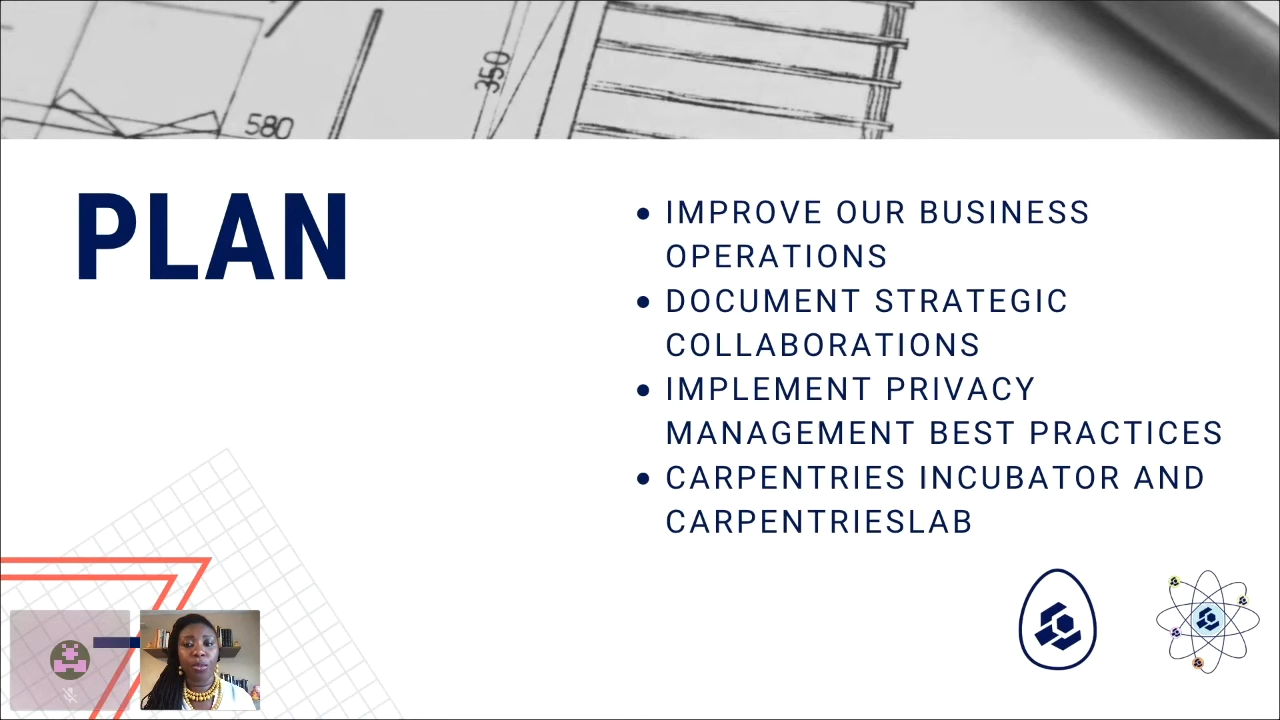 350
580
PLAN
• IMPROVE OUR BUSINESS
OPERATIONS
• DOCUMENT STRATEGIC
COLLABORATIONS
• IMPLEMENT PRIVACY
MANAGEMENT BEST PRACTICES
• CARPENTRIES INCUBATOR AND
CARPENTRIESLAB